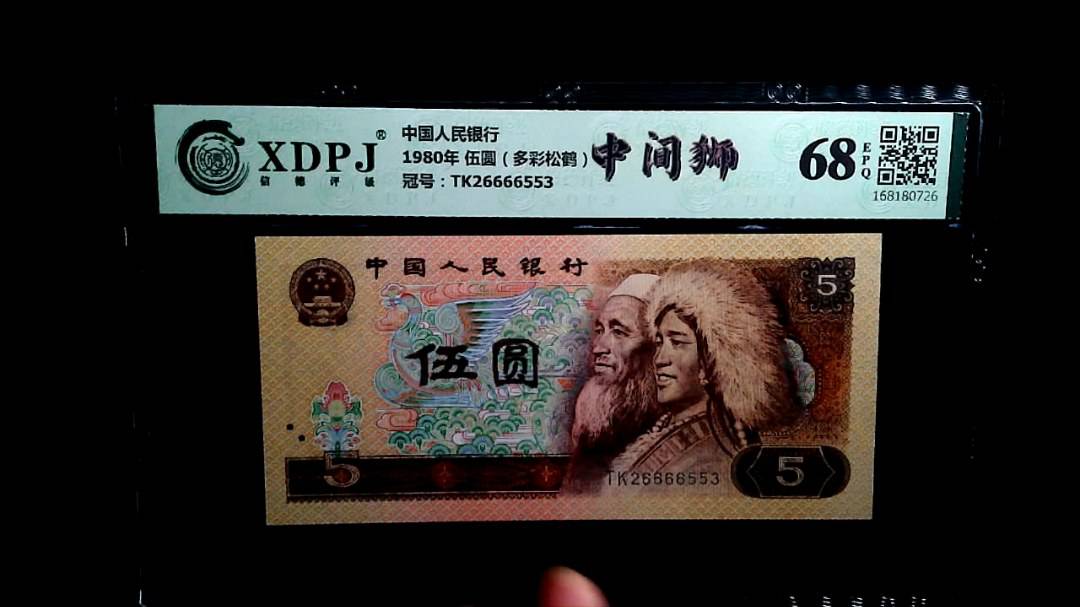 XDPJ®
信德评级
中国人民银行
1980年 伍圆（多彩松鹤）
冠号：TK26666553
中间狮
68
EPQ
168180726
中国人民银行
5
伍圆
5
TK26666553
5